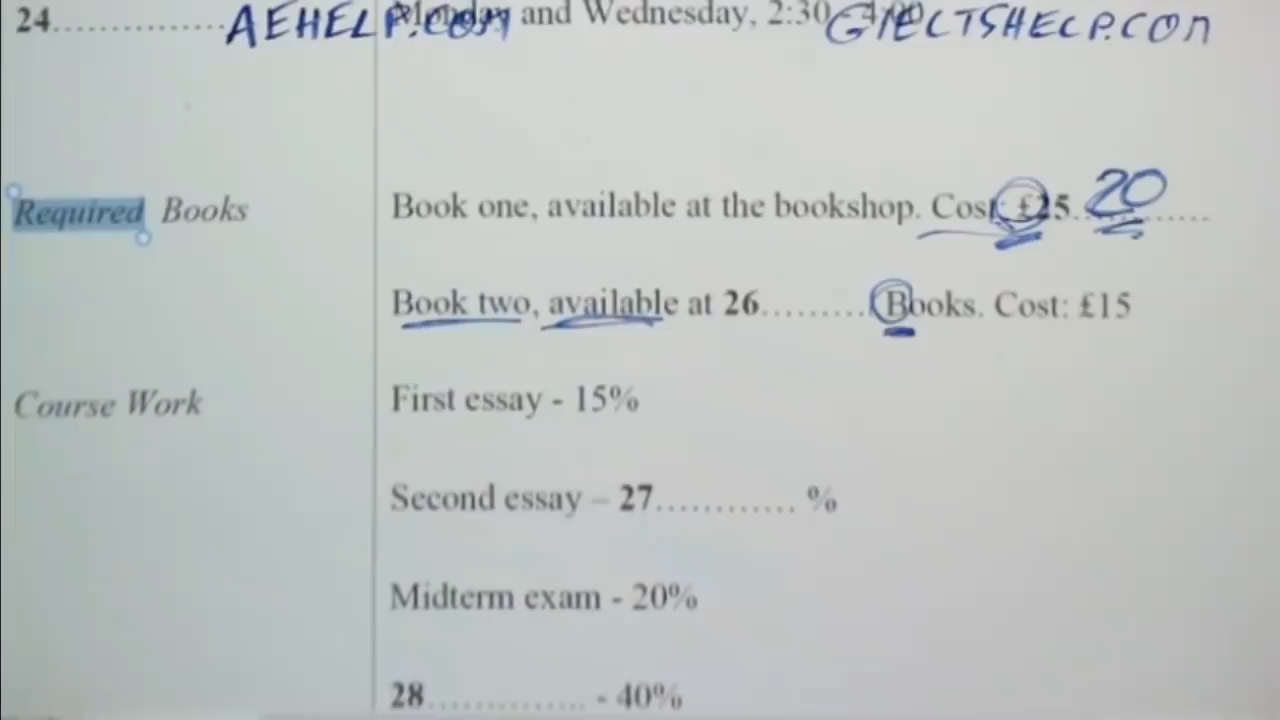 24............... AEHELP.COM Monday and Wednesday, 2:30 - 4:00 GIELTSHELP.COM
Required Books Book one, available at the bookshop. Cost: £25............... 20
Book two, available at 26......... Books. Cost: £15
Course Work First essay - 15%
Second essay – 27............ %
Midterm exam - 20%
28.............. - 40%